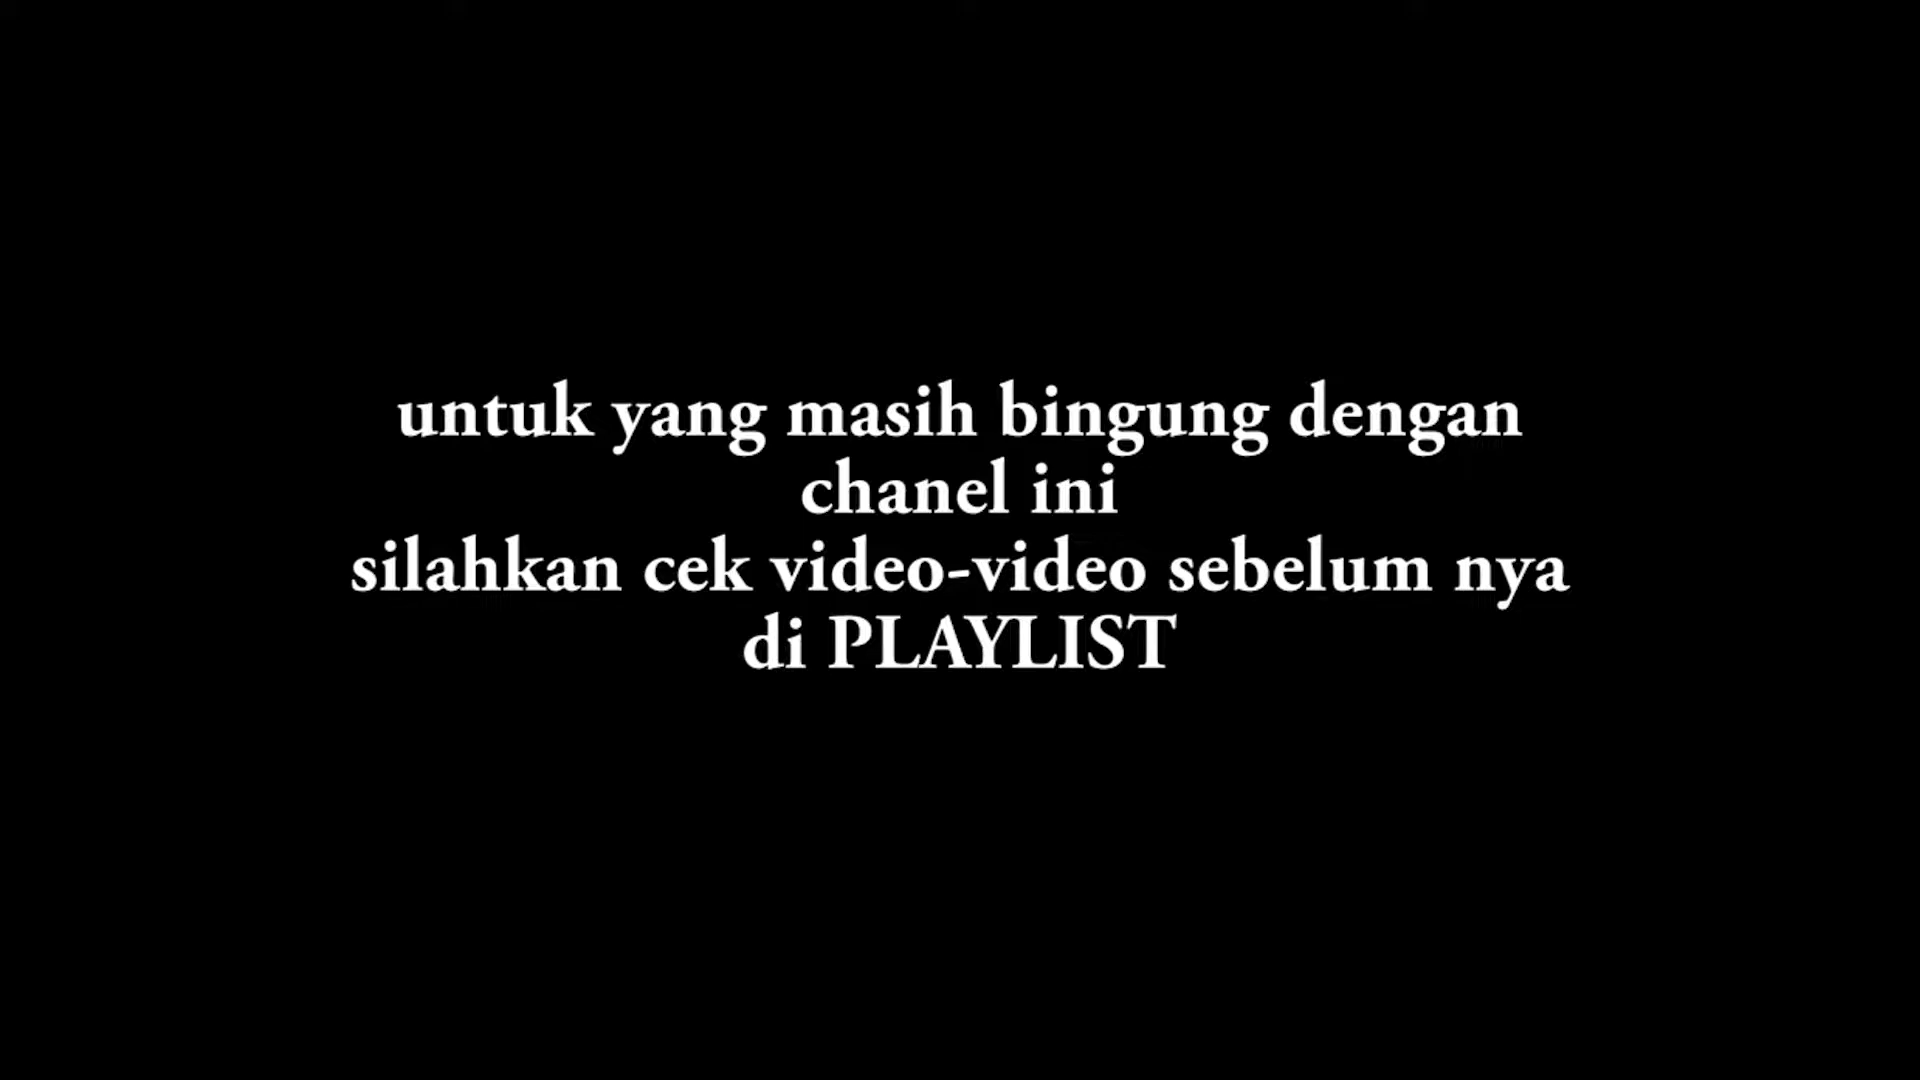 untuk yang masih bingung dengan
chanel ini
silahkan cek video-video sebelum nya
di PLAYLIST